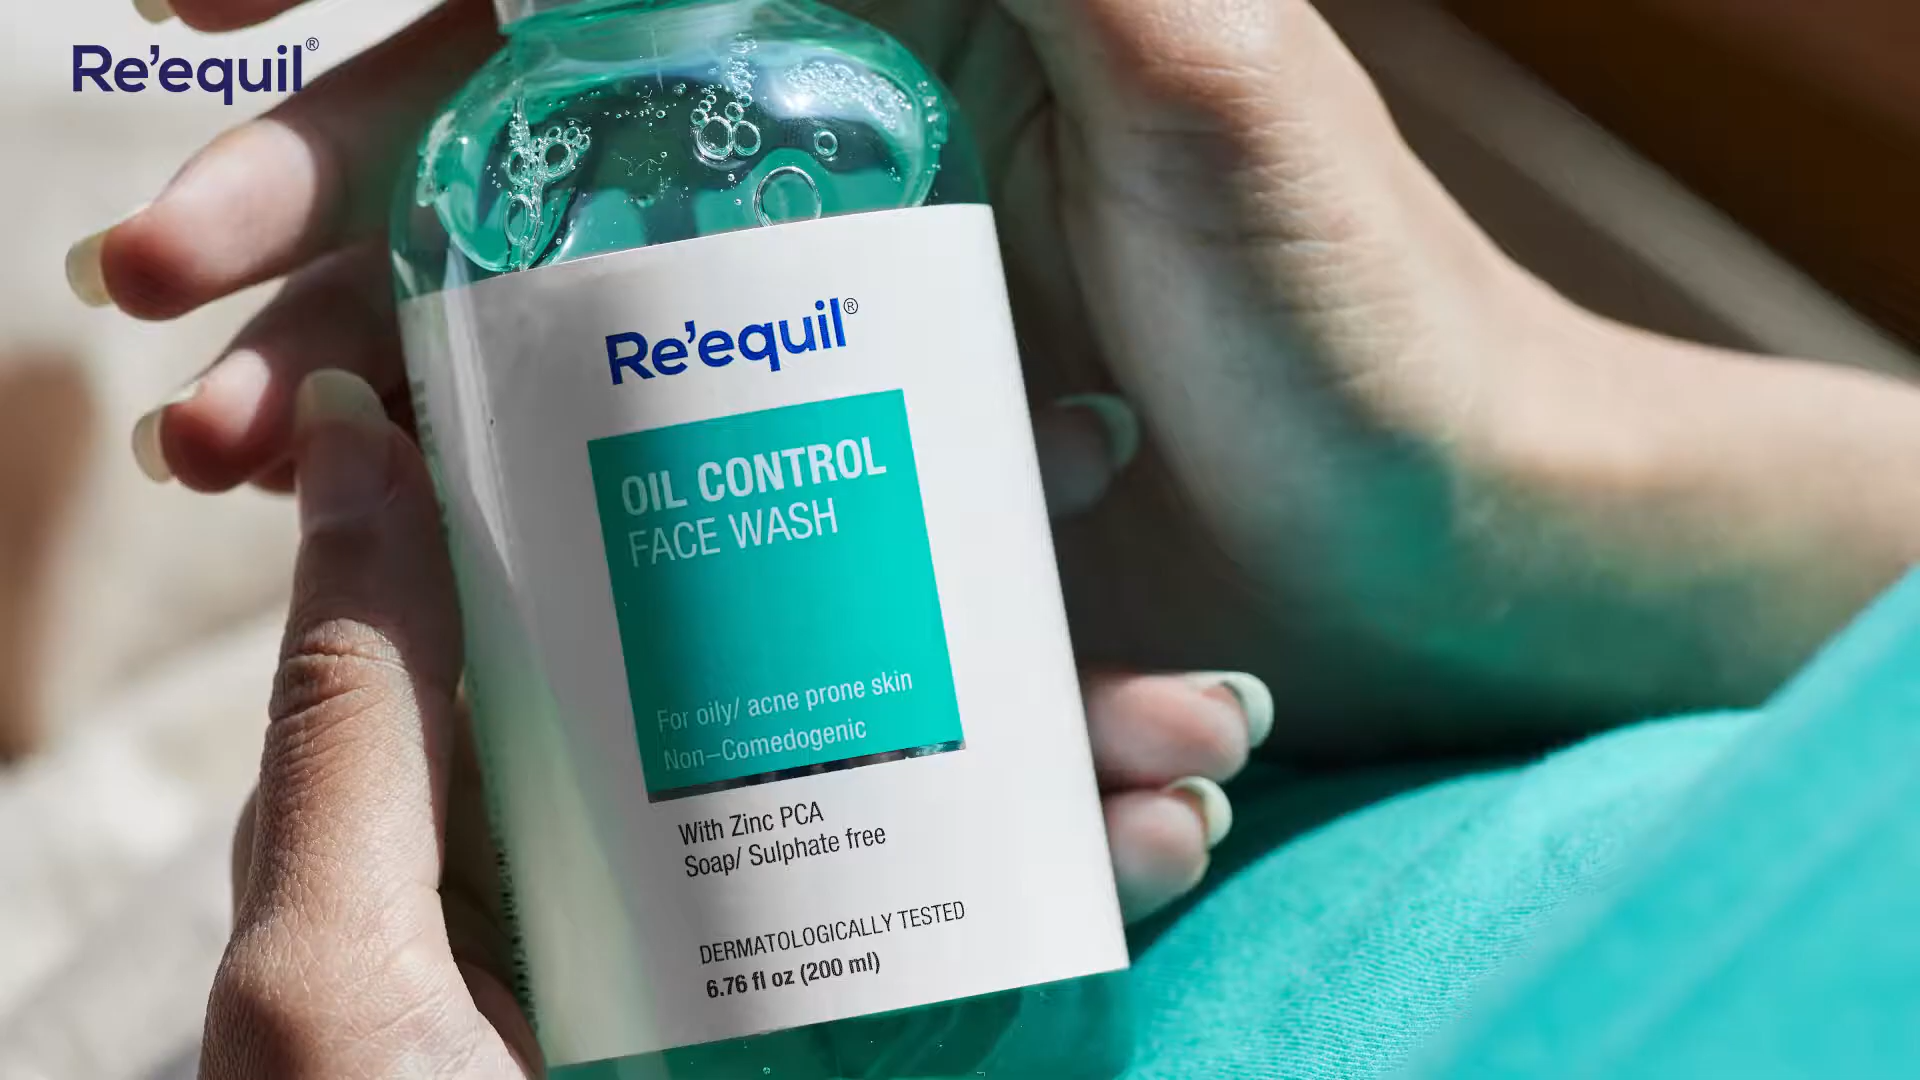 Re’equil®
Re’equil®
OIL CONTROL
FACE WASH
For oily/ acne prone skin
Non–Comedogenic
With Zinc PCA
Soap/ Sulphate free
DERMATOLOGICALLY TESTED
6.76 fl oz (200 ml)